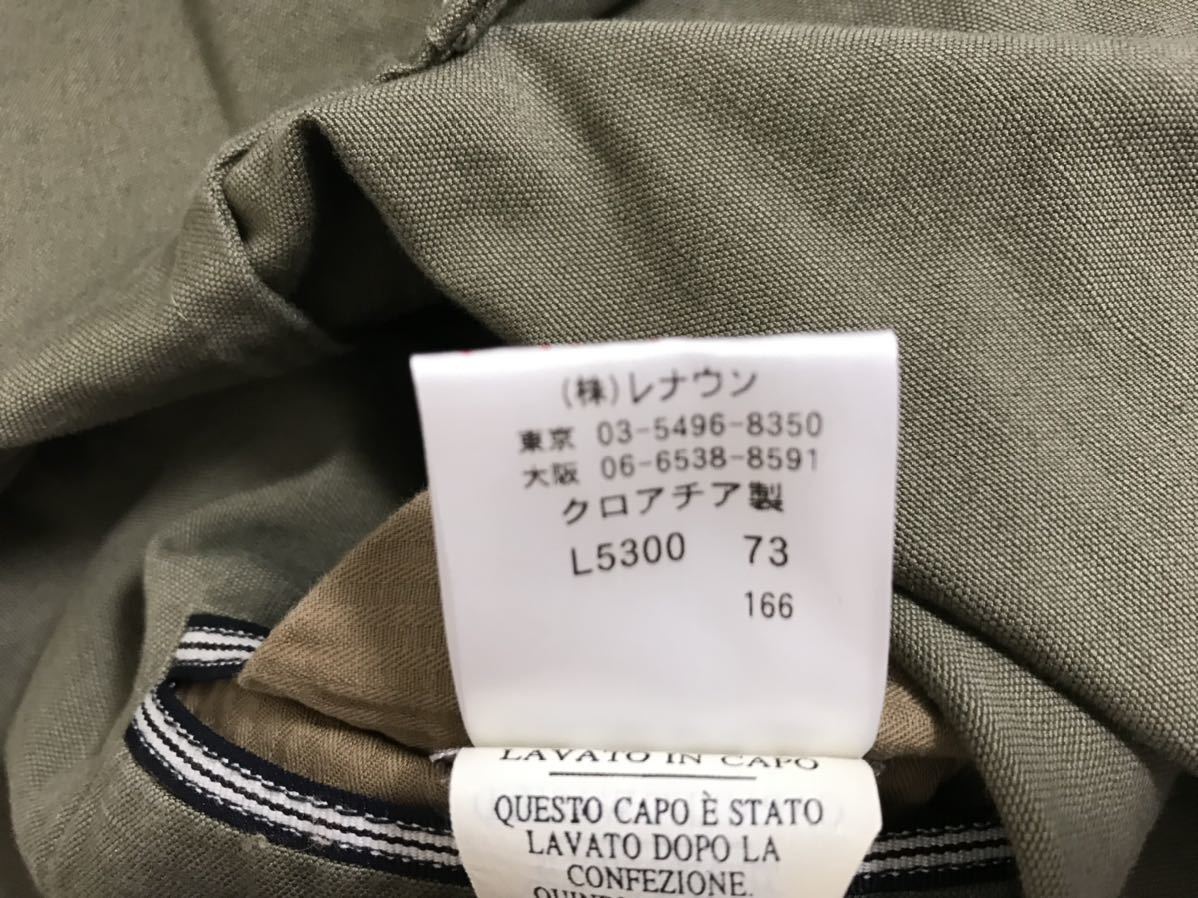 (株)レナウン
東京 03-5496-8350
大阪 06-6538-8591
クロアチア製
L5300 73
166
LAVATO IN CAPO
QUESTO CAPO È STATO
LAVATO DOPO LA
CONFEZIONE.